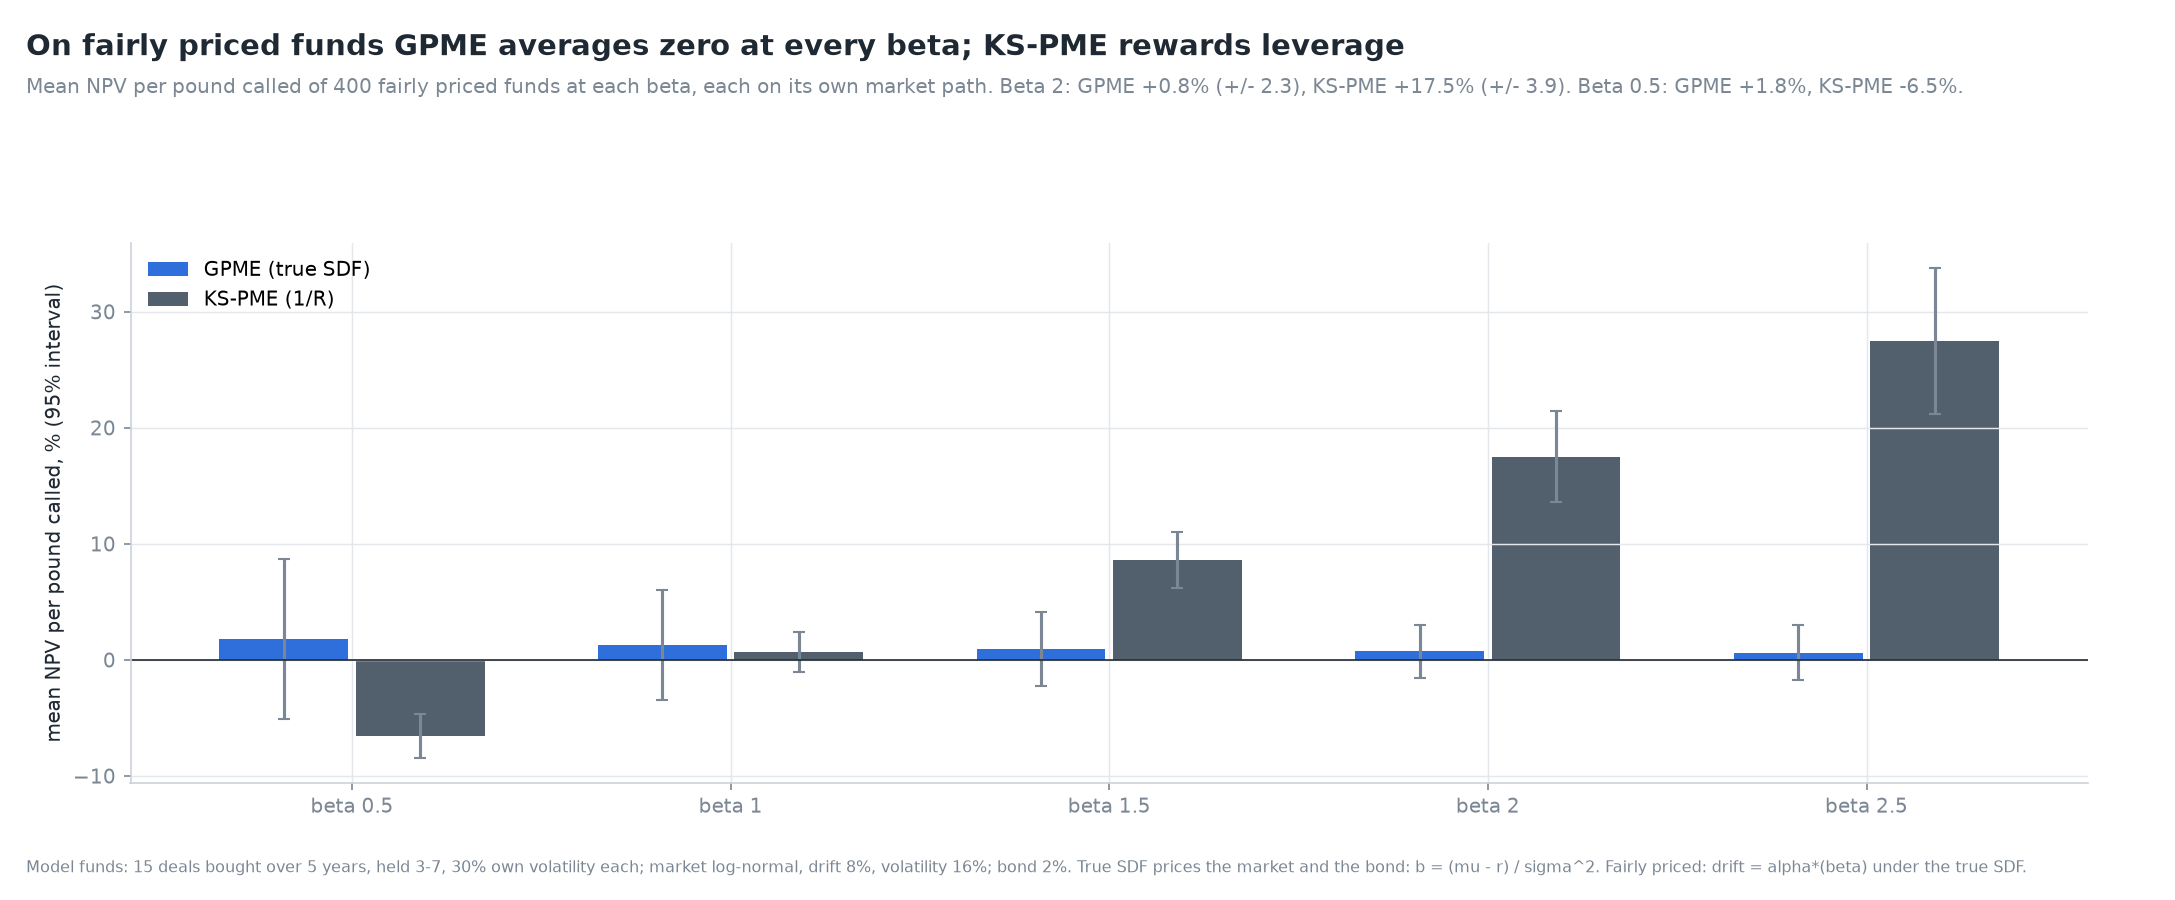 On fairly priced funds GPME averages zero at every beta; KS-PME rewards leverage
Mean NPV per pound called of 400 fairly priced funds at each beta, each on its own market path. Beta 2: GPME +0.8% (+/- 2.3), KS-PME +17.5% (+/- 3.9). Beta 0.5: GPME +1.8%, KS-PME -6.5%.
GPME (true SDF)
KS-PME (1/R)
mean NPV per pound called, % (95% interval)
30
20
10
0
−10
beta 0.5
beta 1
beta 1.5
beta 2
beta 2.5
Model funds: 15 deals bought over 5 years, held 3-7, 30% own volatility each; market log-normal, drift 8%, volatility 16%; bond 2%. True SDF prices the market and the bond: b = (mu - r) / sigma^2. Fairly priced: drift = alpha*(beta) under the true SDF.